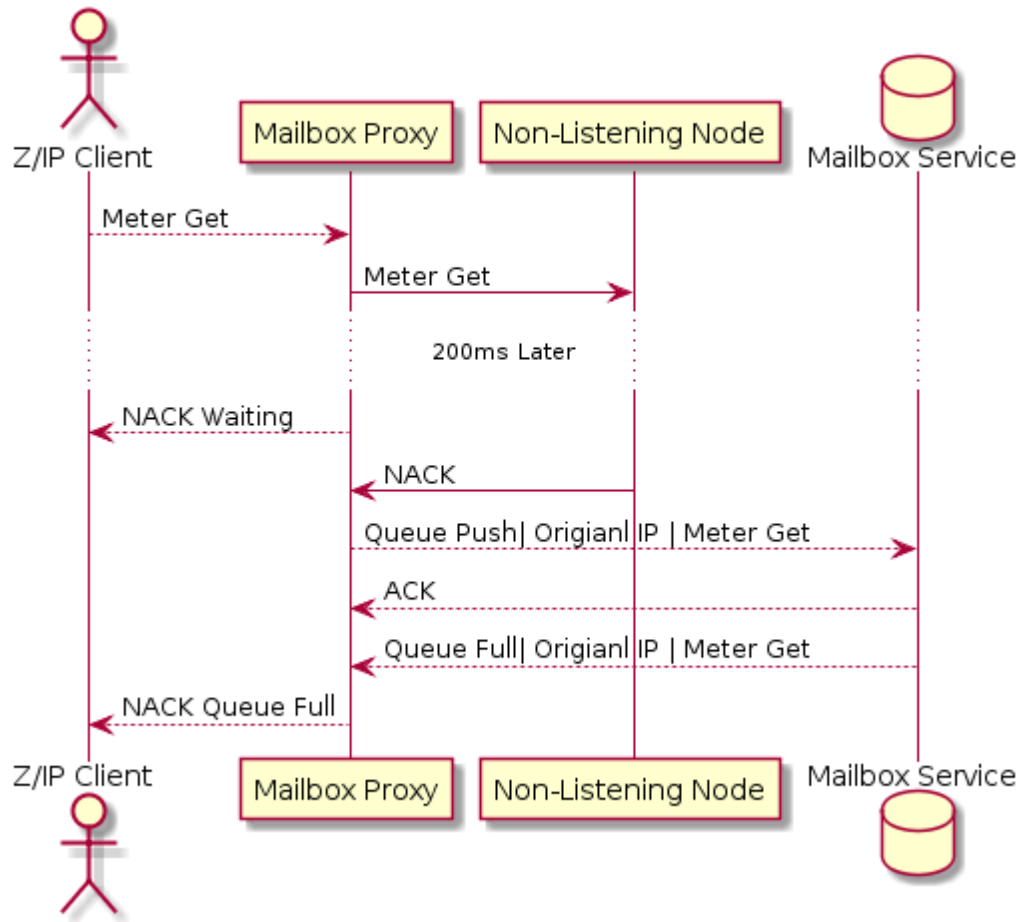 Z/IP Client
Mailbox Proxy
Non-Listening Node
Mailbox Service
Meter Get
Meter Get
200ms Later
NACK Waiting
NACK
Queue Push| Origianl IP | Meter Get
ACK
Queue Full| Origianl IP | Meter Get
NACK Queue Full
Z/IP Client
Mailbox Proxy
Non-Listening Node
Mailbox Service